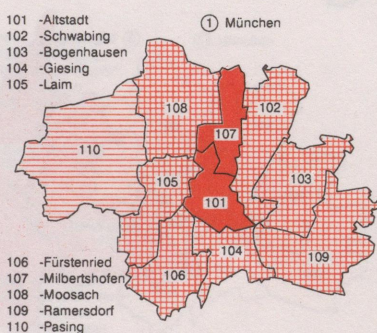 101 -Altstadt
102 -Schwabing
103 -Bogenhausen
104 -Giesing
105 -Laim
1 München
108
102
107
110
103
105
101
104
109
106
106 -Fürstenried
107 -Milbertshofen
108 -Moosach
109 -Ramersdorf
110 -Pasing